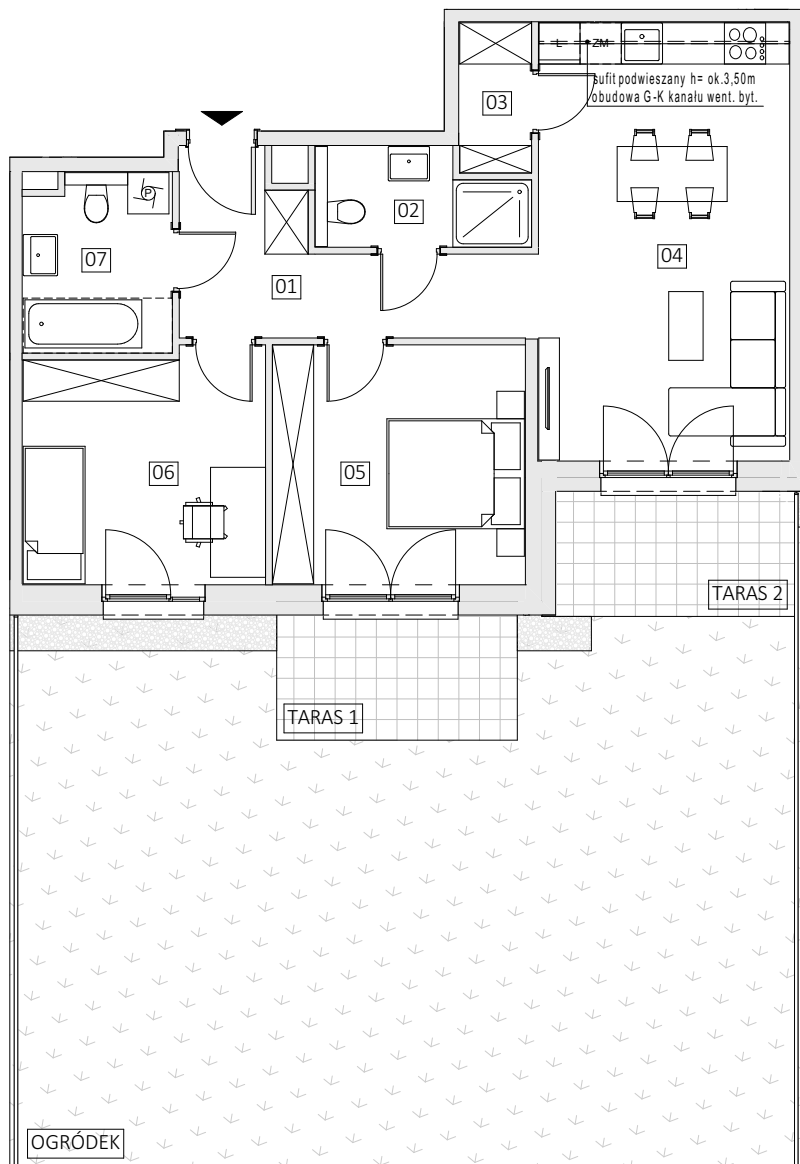 L
ZM
sufit podwieszany h= ok.3,50m
obudowa G-K kanału went. byt.
03
02
04
07
P
01
06
05
TARAS 2
TARAS 1
OGRÓDEK